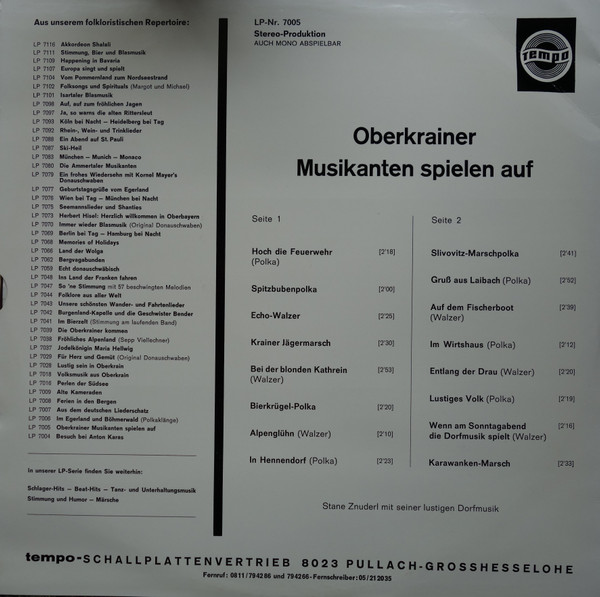 Aus unserem folkloristischen Repertoire:
LP 7116 Akkordeon Shalali
LP 7111 Stimmung, Bier und Blasmusik
LP 7109 Happening in Bavaria
LP 7107 Europa singt und spielt
LP 7104 Vom Pommernland zum Nordseestrand
LP 7102 Folksongs und Spirituals (Margot und Michael)
LP 7101 Isartaler Blasmusik
LP 7098 Auf, auf zum fröhlichen Jagen
LP 7097 Ja, so warns die alten Rittersleut
LP 7093 Köln bei Nacht – Heidelberg bei Tag
LP 7092 Rhein-, Wein- und Trinklieder
LP 7088 Ein Abend auf St. Pauli
LP 7087 Ski-Heil
LP 7083 München – Munich – Monaco
LP 7080 Die Ammertaler Musikanten
LP 7079 Ein frohes Wiedersehn mit Kornel Mayer's
Donauschwaben
LP 7077 Geburtstagsgrüße vom Egerland
LP 7076 Wien bei Tag – München bei Nacht
LP 7075 Seemannslieder und Shanties
LP 7073 Herbert Hisel: Herzlich willkommen in Oberbayern
LP 7070 Immer wieder Blasmusik (Original Donauschwaben)
LP 7069 Berlin bei Tag – Hamburg bei Nacht
LP 7068 Memories of Holidays
LP 7066 Land der Wolga
LP 7062 Bergvagabunden
LP 7059 Echt donauschwäbisch
LP 7048 Ins Land der Franken fahren
LP 7047 So 'ne Stimmung mit 57 beschwingten Melodien
LP 7044 Folklore aus aller Welt
LP 7043 Unsere schönsten Wander- und Fahrtenlieder
LP 7042 Burgenland-Kapelle und die Geschwister Bender
LP 7041 Im Bierzelt (Stimmung am laufenden Band)
LP 7039 Die Oberkrainer kommen
LP 7038 Fröhliches Alpenland (Sepp Viellechner)
LP 7037 Jodelkönigin Maria Hellwig
LP 7029 Für Herz und Gemüt (Original Donauschwaben)
LP 7028 Lustig sein in Oberkrain
LP 7018 Volksmusik aus Oberkrain
LP 7016 Perlen der Südsee
LP 7009 Alte Kameraden
LP 7008 Ferien in den Bergen
LP 7007 Aus dem deutschen Liederschatz
LP 7006 Im Egerland und Böhmerwald (Polkaklänge)
LP 7005 Oberkrainer Musikanten spielen auf
LP 7004 Besuch bei Anton Karas
In unserer LP-Serie finden Sie weiterhin:
Schlager-Hits – Beat-Hits – Tanz- und Unterhaltungsmusik
Stimmung und Humor – Märsche
LP-Nr. 7005
Stereo-Produktion
AUCH MONO ABSPIELBAR
Tempo
Oberkrainer
Musikanten spielen auf
Seite 1
Hoch die Feuerwehr [2'18]
(Polka)
Spitzbubenpolka [2'00]
Echo-Walzer [2'25]
Krainer Jägermarsch [2'30]
Bei der blonden Kathrein [2'53]
(Walzer)
Bierkrügel-Polka [2'20]
Alpenglühn (Walzer) [2'10]
In Hennendorf (Polka) [2'23]
Seite 2
Slivovitz-Marschpolka [2'41]
Gruß aus Laibach (Polka) [2'52]
Auf dem Fischerboot [2'39]
(Walzer)
Im Wirtshaus (Polka) [2'12]
Entlang der Drau (Walzer) [2'20]
Lustiges Volk (Polka) [2'19]
Wenn am Sonntagabend [2'16]
die Dorfmusik spielt (Walzer)
Karawanken-Marsch [2'33]
Stane Znuderl mit seiner lustigen Dorfmusik
tempo-SCHALLPLATTENVERTRIEB 8023 PULLACH-GROSSHESSELOHE
Fernruf: 0811/794286 und 794266 - Fernschreiber: 05/212035